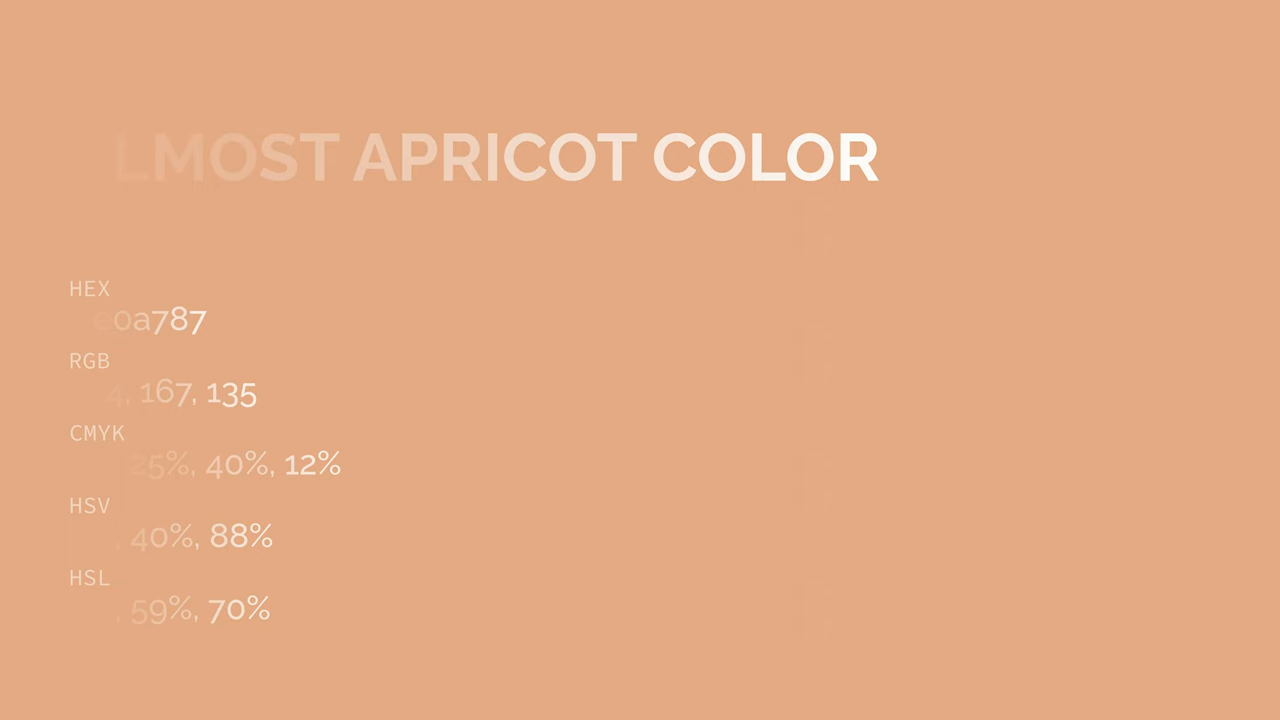 LMOST APRICOT COLOR
HEX
e0a787
RGB
4, 167, 135
CMYK
25%, 40%, 12%
HSV
, 40%, 88%
HSL
, 59%, 70%